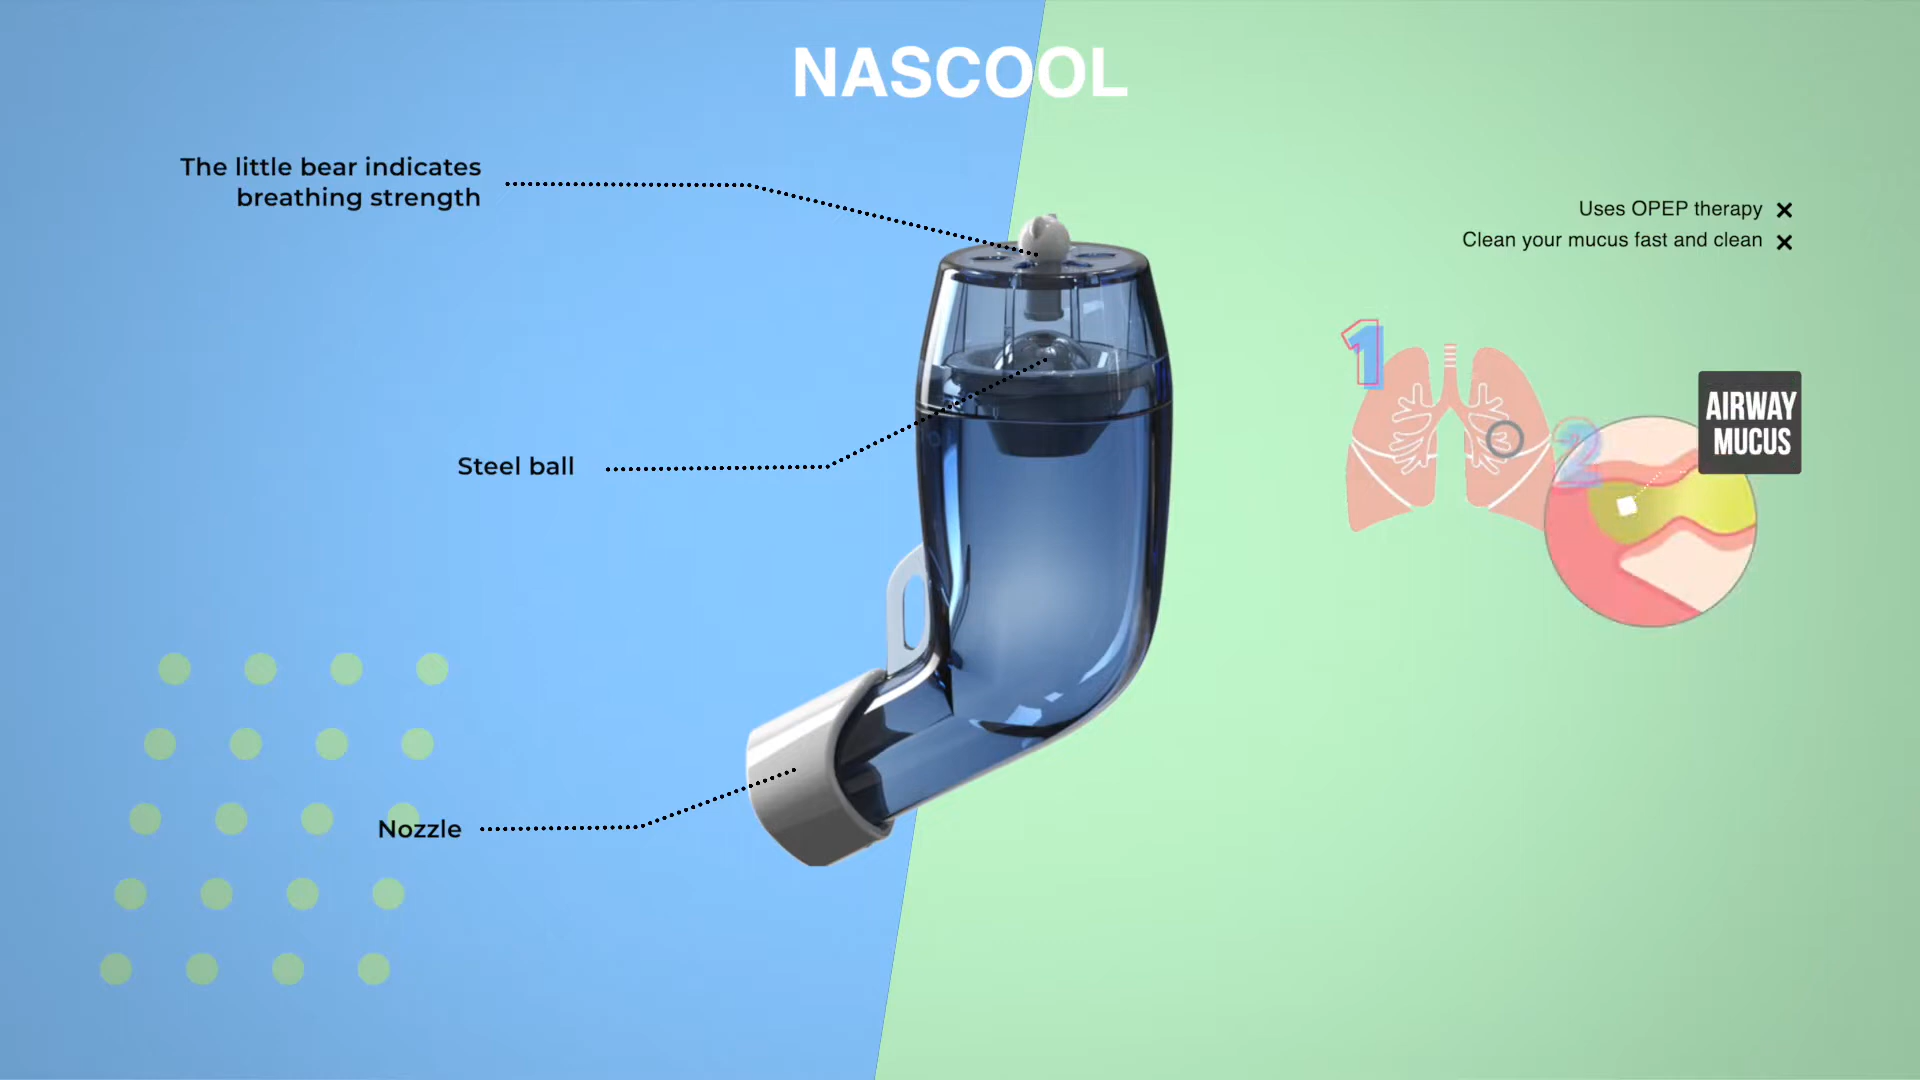 NASCOOL
The little bear indicates
breathing strength
Steel ball
Nozzle
Uses OPEP therapy
Clean your mucus fast and clean
1
2
AIRWAY
MUCUS